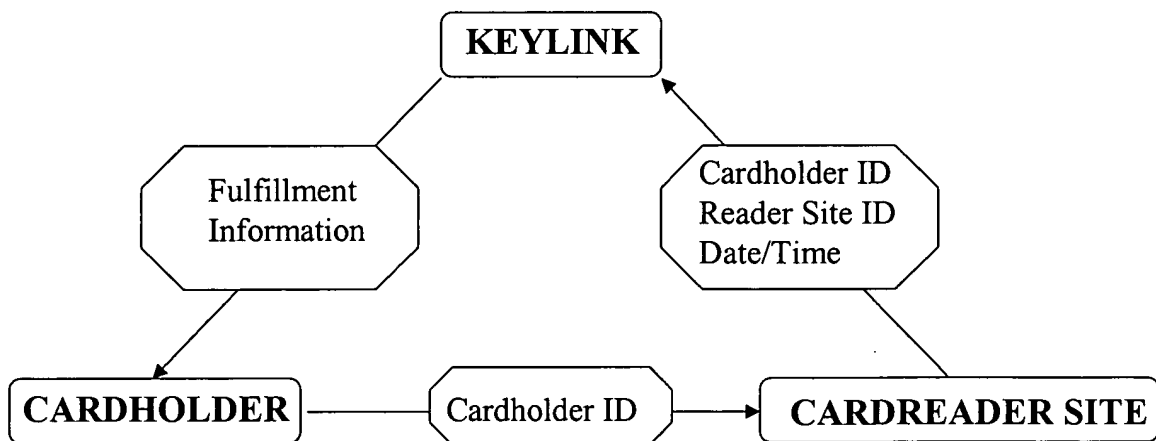 KEYLINK
Fulfillment
Information
Cardholder ID
Reader Site ID
Date/Time
CARDHOLDER
Cardholder ID
CARDREADER SITE